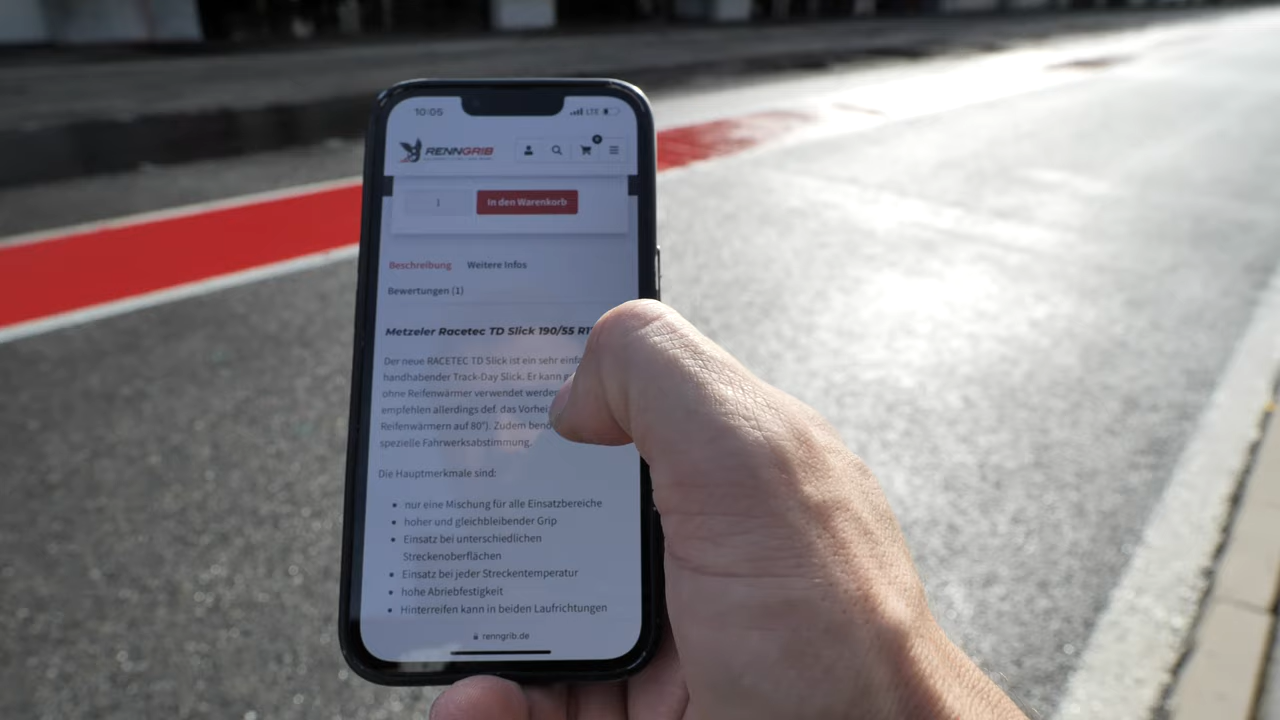 10:05
LTE
RENNGRIB
0
1
In den Warenkorb
Beschreibung Weitere Infos
Bewertungen (1)
Metzeler Racetec TD Slick 190/55
Der neue RACETEC TD Slick ist ein sehr
handhabender Track-Day Slick. Er kann
ohne Reifenwärmer verwendet werden
empfehlen allerdings def. das
Reifenwärmern auf 80°). Zudem
spezielle Fahrwerksabstimmung.
Die Hauptmerkmale sind:
• nur eine Mischung für alle Einsatzbereiche
• hoher und gleichbleibender Grip
• Einsatz bei unterschiedlichen
Streckenoberflächen
• Einsatz bei jeder Streckentemperatur
• hohe Abriebfestigkeit
• Hinterreifen kann in beiden Laufrichtungen
renngrib.de